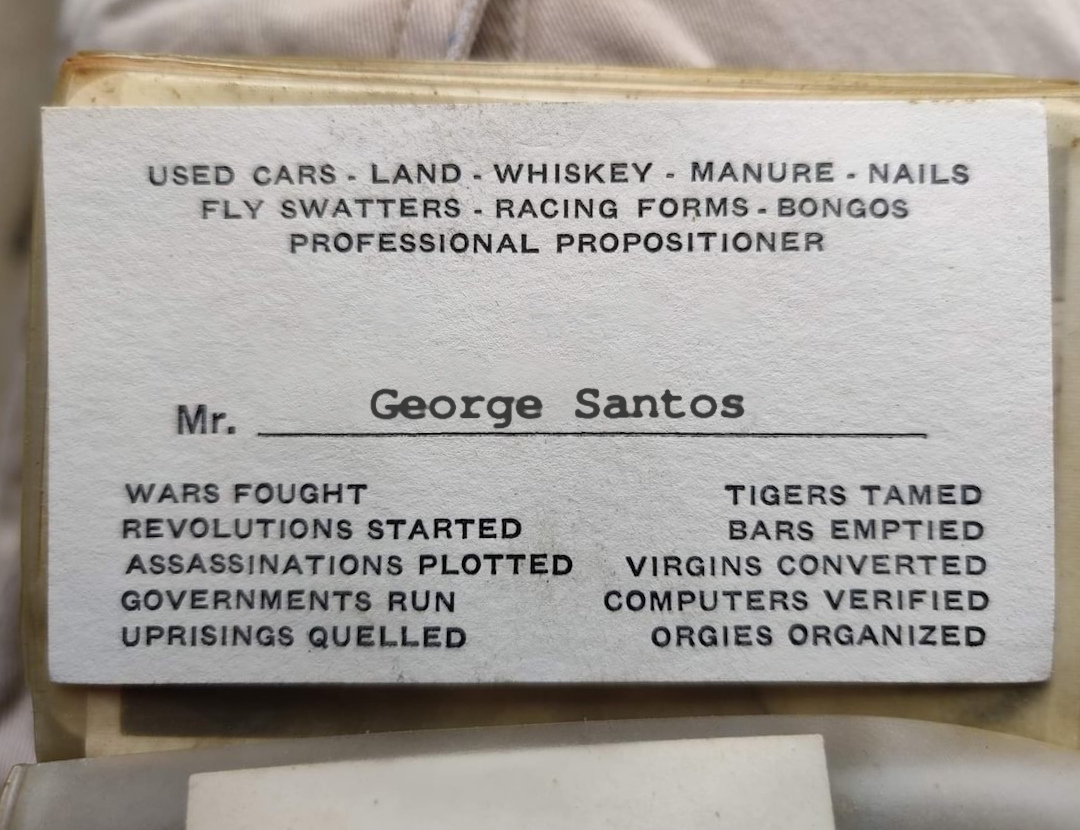 USED CARS - LAND - WHISKEY - MANURE - NAILS
FLY SWATTERS - RACING FORMS - BONGOS
PROFESSIONAL PROPOSITIONER
Mr. George Santos
WARS FOUGHT TIGERS TAMED
REVOLUTIONS STARTED BARS EMPTIED
ASSASSINATIONS PLOTTED VIRGINS CONVERTED
GOVERNMENTS RUN COMPUTERS VERIFIED
UPRISINGS QUELLED ORGIES ORGANIZED